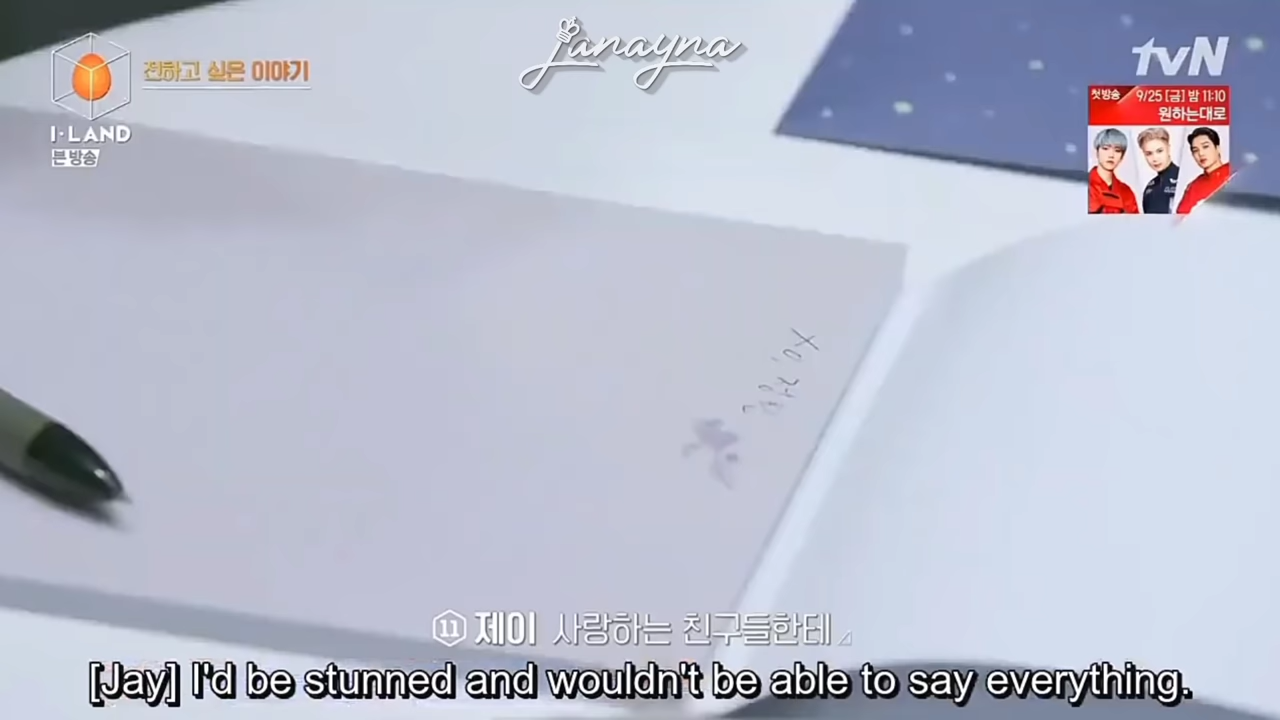 Janayna
전하고 싶은 이야기
I·LAND
본방송
tvN
첫방송 9/25 [금] 밤 11:10
원하는대로
11 제이 사랑하는 친구들한테
[Jay] I'd be stunned and wouldn't be able to say everything.